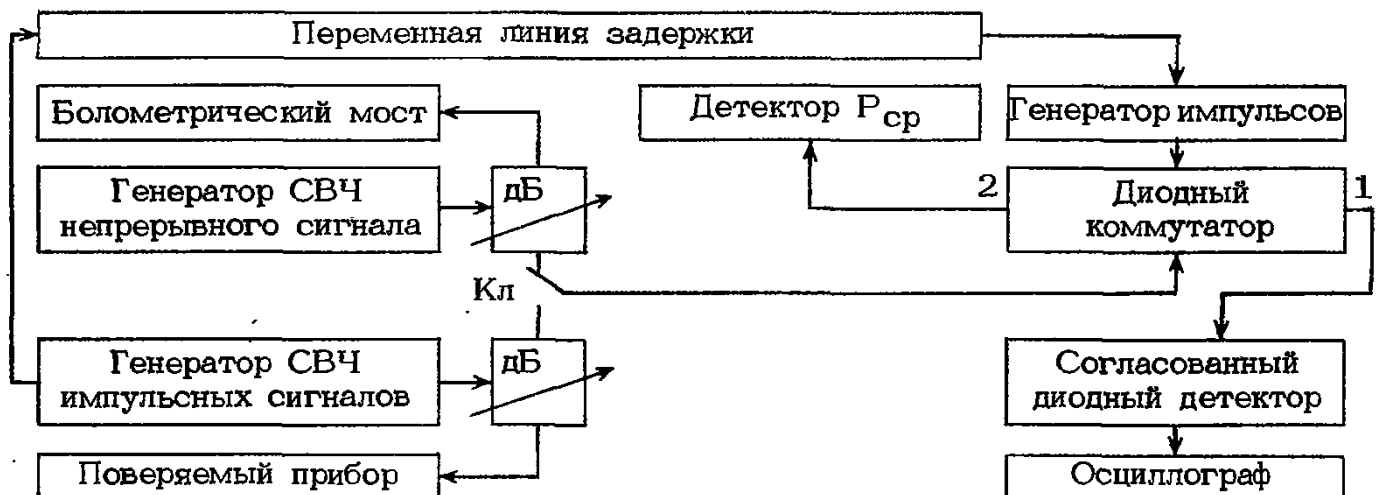 Переменная линия задержки
Болометрический мост
Детектор Pср
Генератор импульсов
Генератор СВЧ
непрерывного сигнала
дБ
2
Диодный
коммутатор
1
Кл
Генератор СВЧ
импульсных сигналов
дБ
Согласованный
диодный детектор
Поверяемый прибор
Осциллограф